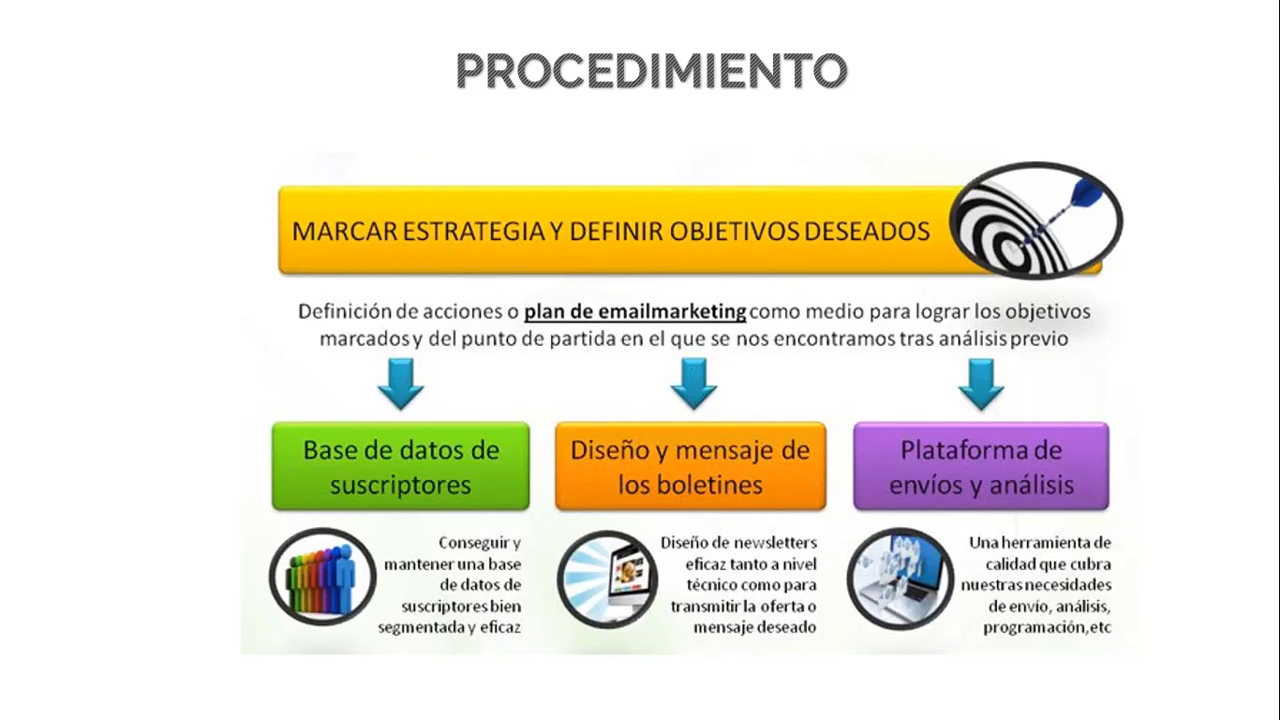 PROCEDIMIENTO
MARCAR ESTRATEGIA Y DEFINIR OBJETIVOS DESEADOS
Definición de acciones o plan de emailmarketing como medio para lograr los objetivos
marcados y del punto de partida en el que se nos encontramos tras análisis previo
Base de datos de
suscriptores
Conseguir y
mantener una base
de datos de
suscriptores bien
segmentada y eficaz
Diseño y mensaje de
los boletines
Diseño de newsletters
eficaz tanto a nivel
técnico como para
transmitir la oferta o
mensaje deseado
Plataforma de
envíos y análisis
Una herramienta de
calidad que cubra
nuestras necesidades
de envío, análisis,
programación,etc